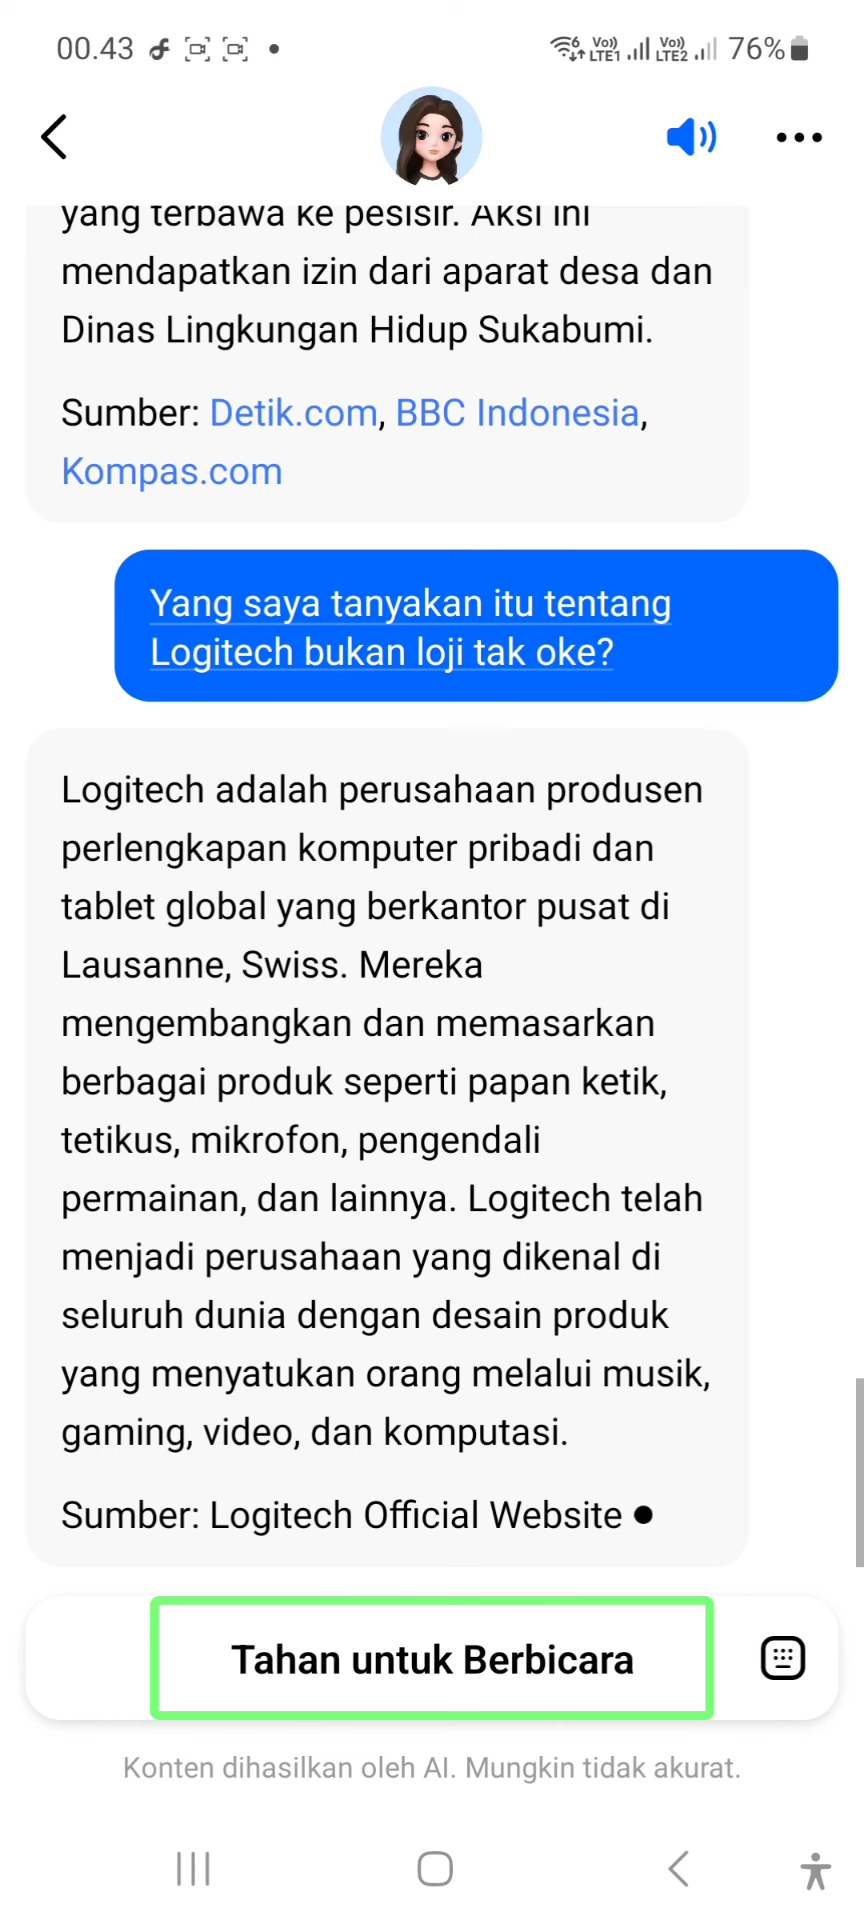 00.43
Vo)) LTE1 Vo)) LTE2 76%
yang terbawa ke pesisir. Aksi ini
mendapatkan izin dari aparat desa dan
Dinas Lingkungan Hidup Sukabumi.
Sumber: Detik.com, BBC Indonesia,
Kompas.com
Yang saya tanyakan itu tentang
Logitech bukan loji tak oke?
Logitech adalah perusahaan produsen
perlengkapan komputer pribadi dan
tablet global yang berkantor pusat di
Lausanne, Swiss. Mereka
mengembangkan dan memasarkan
berbagai produk seperti papan ketik,
tetikus, mikrofon, pengendali
permainan, dan lainnya. Logitech telah
menjadi perusahaan yang dikenal di
seluruh dunia dengan desain produk
yang menyatukan orang melalui musik,
gaming, video, dan komputasi.
Sumber: Logitech Official Website
Tahan untuk Berbicara
Konten dihasilkan oleh AI. Mungkin tidak akurat.